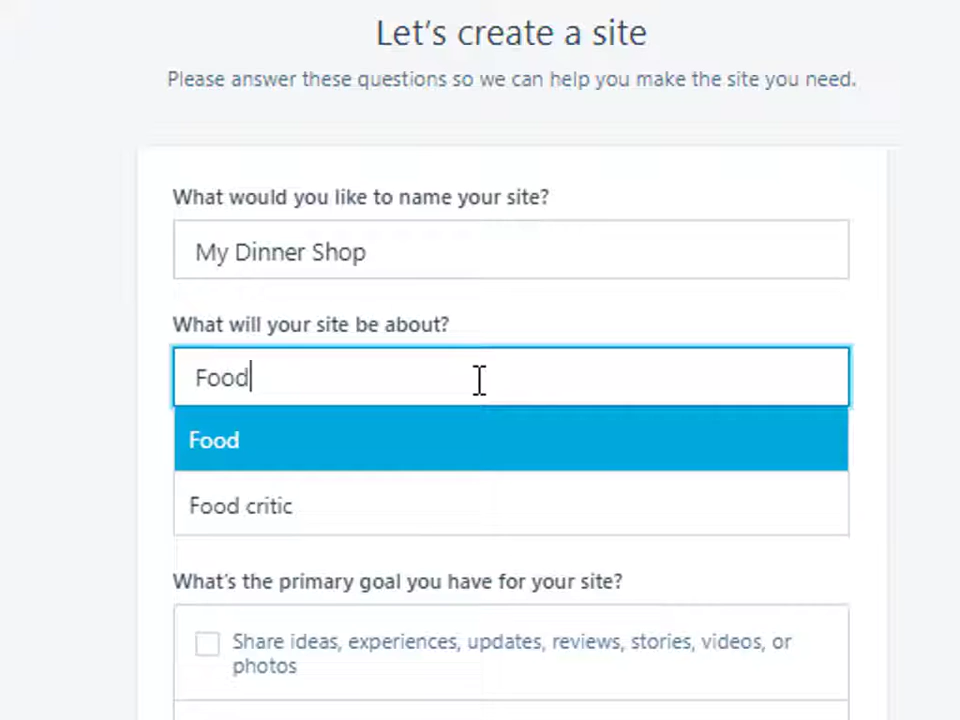 Let's create a site
Please answer these questions so we can help you make the site you need.
What would you like to name your site?
My Dinner Shop
What will your site be about?
Food
Food
Food critic
What's the primary goal you have for your site?
Share ideas, experiences, updates, reviews, stories, videos, or
photos